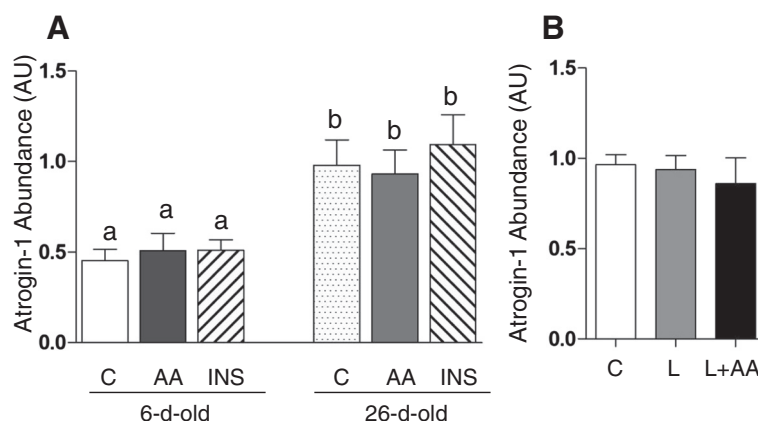 A
Atrogin-1 Abundance (AU)
1.5
1.0
0.5
0.0
a
a
a
b
b
b
C AA INS
C AA INS
6-d-old
26-d-old
B
Atrogin-1 Abundance (AU)
1.5
1.0
0.5
0.0
C L L+AA